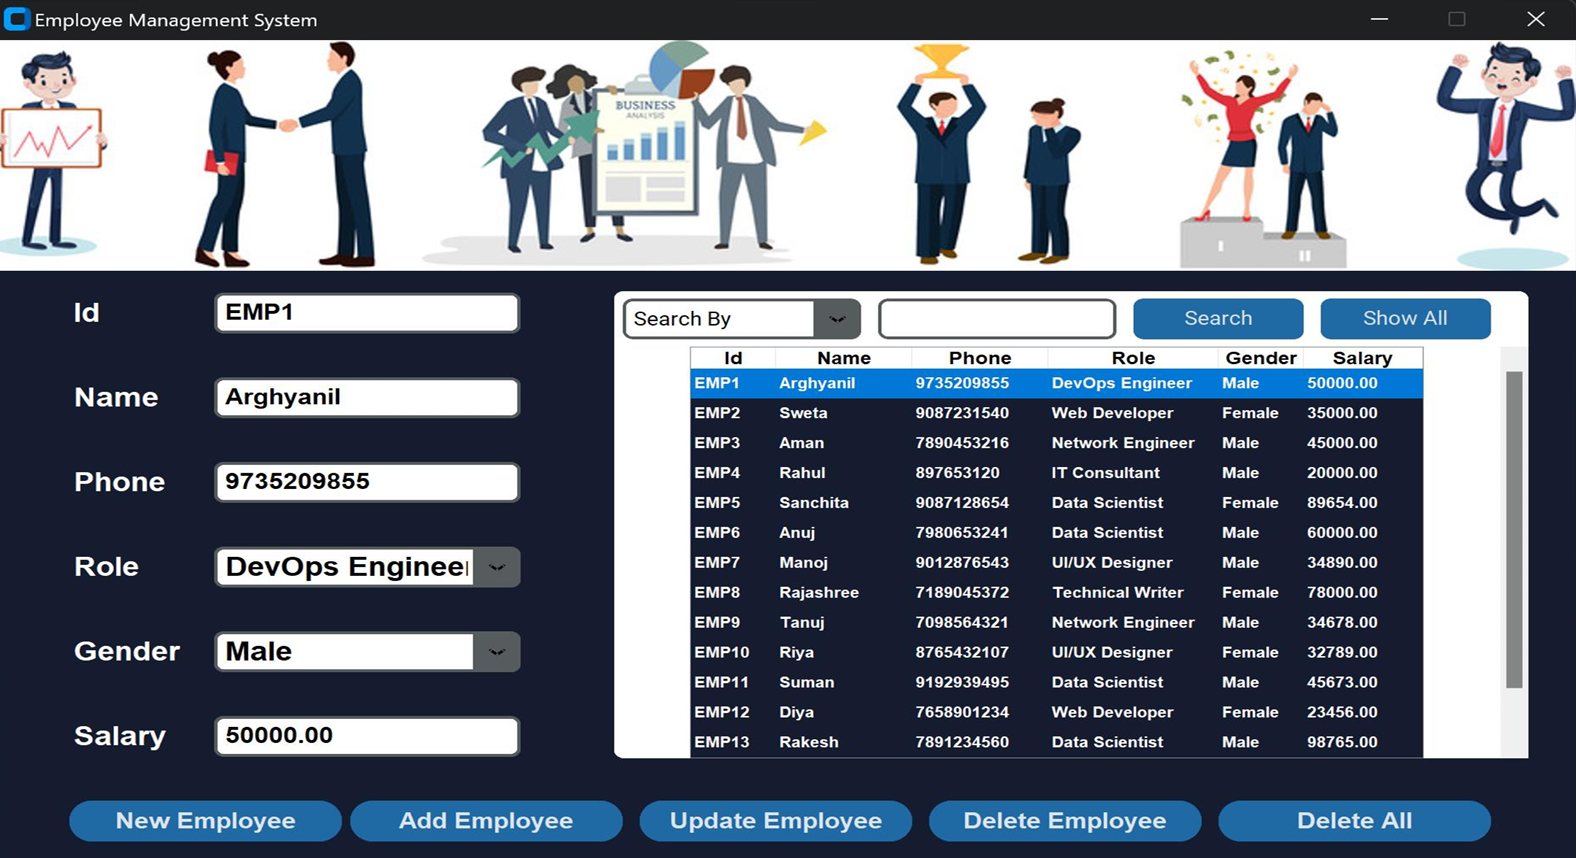 Employee Management System
BUSINESS
ANALYSIS
I
II
Id EMP1
Name Arghyanil
Phone 9735209855
Role DevOps Engineer
Gender Male
Salary 50000.00
Search By Search Show All
Id Name Phone Role Gender Salary
EMP1 Arghyanil 9735209855 DevOps Engineer Male 50000.00
EMP2 Sweta 9087231540 Web Developer Female 35000.00
EMP3 Aman 7890453216 Network Engineer Male 45000.00
EMP4 Rahul 897653120 IT Consultant Male 20000.00
EMP5 Sanchita 9087128654 Data Scientist Female 89654.00
EMP6 Anuj 7980653241 Data Scientist Male 60000.00
EMP7 Manoj 9012876543 UI/UX Designer Male 34890.00
EMP8 Rajashree 7189045372 Technical Writer Female 78000.00
EMP9 Tanuj 7098564321 Network Engineer Male 34678.00
EMP10 Riya 8765432107 UI/UX Designer Female 32789.00
EMP11 Suman 9192939495 Data Scientist Male 45673.00
EMP12 Diya 7658901234 Web Developer Female 23456.00
EMP13 Rakesh 7891234560 Data Scientist Male 98765.00
New Employee Add Employee Update Employee Delete Employee Delete All